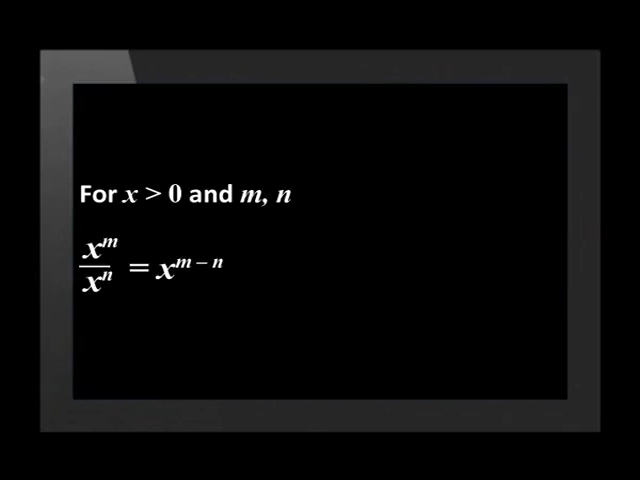 For x > 0 and m, n
x^m / x^n = x^{m − n}